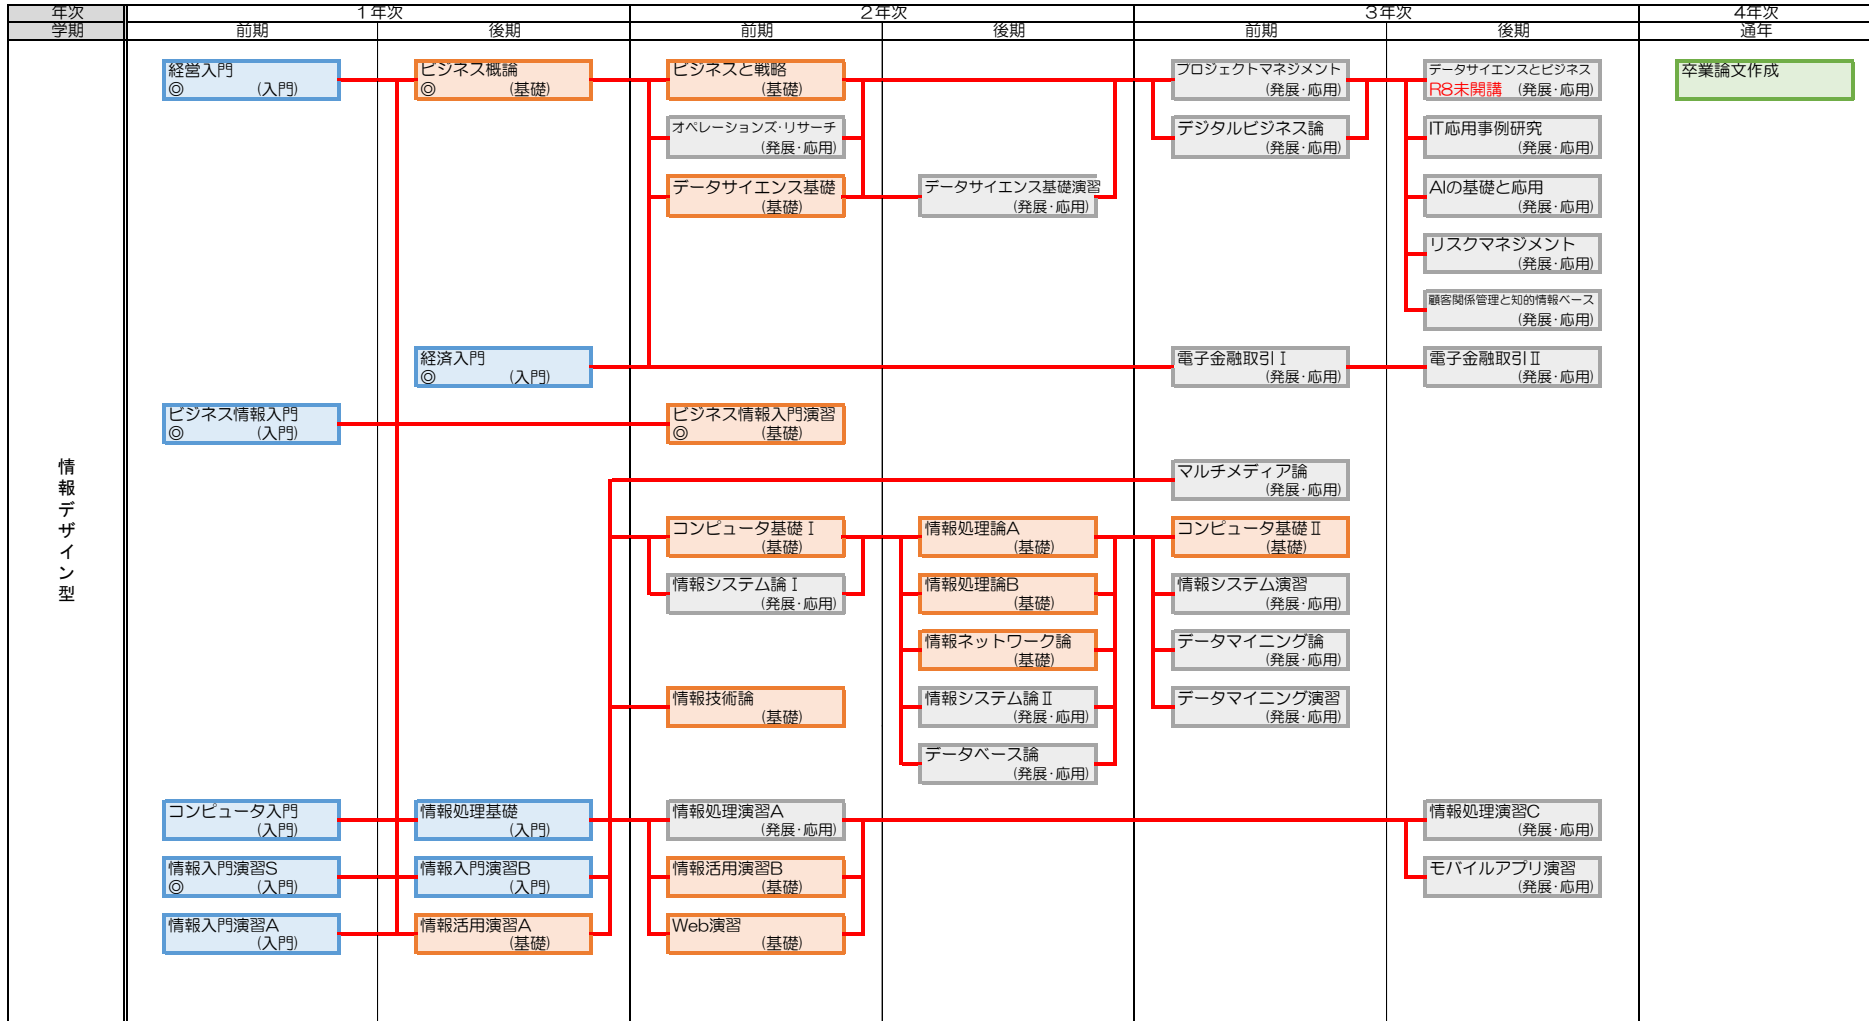 年次 1年次 2年次 3年次 4年次
学期 前期 後期 前期 後期 前期 後期 通年
情報デザイン型
経営入門
◎ (入門)
ビジネス概論
◎ (基礎)
ビジネスと戦略
(基礎)
プロジェクトマネジメント
(発展・応用)
データサイエンスとビジネス
R8未開講 (発展・応用)
卒業論文作成
オペレーションズ・リサーチ
(発展・応用)
デジタルビジネス論
(発展・応用)
IT応用事例研究
(発展・応用)
データサイエンス基礎
(基礎)
データサイエンス基礎演習
(発展・応用)
AIの基礎と応用
(発展・応用)
リスクマネジメント
(発展・応用)
顧客関係管理と知的情報ベース
(発展・応用)
経済入門
◎ (入門)
電子金融取引Ⅰ
(発展・応用)
電子金融取引Ⅱ
(発展・応用)
ビジネス情報入門
◎ (入門)
ビジネス情報入門演習
◎ (基礎)
マルチメディア論
(発展・応用)
コンピュータ基礎Ⅰ
(基礎)
情報処理論A
(基礎)
コンピュータ基礎Ⅱ
(基礎)
情報システム論Ⅰ
(発展・応用)
情報処理論B
(基礎)
情報システム演習
(発展・応用)
情報ネットワーク論
(基礎)
データマイニング論
(発展・応用)
情報技術論
(基礎)
情報システム論Ⅱ
(発展・応用)
データマイニング演習
(発展・応用)
データベース論
(発展・応用)
コンピュータ入門
(入門)
情報処理基礎
(入門)
情報処理演習A
(発展・応用)
情報処理演習C
(発展・応用)
情報入門演習S
◎ (入門)
情報入門演習B
(入門)
情報活用演習B
(基礎)
モバイルアプリ演習
(発展・応用)
情報入門演習A
(入門)
情報活用演習A
(基礎)
Web演習
(基礎)